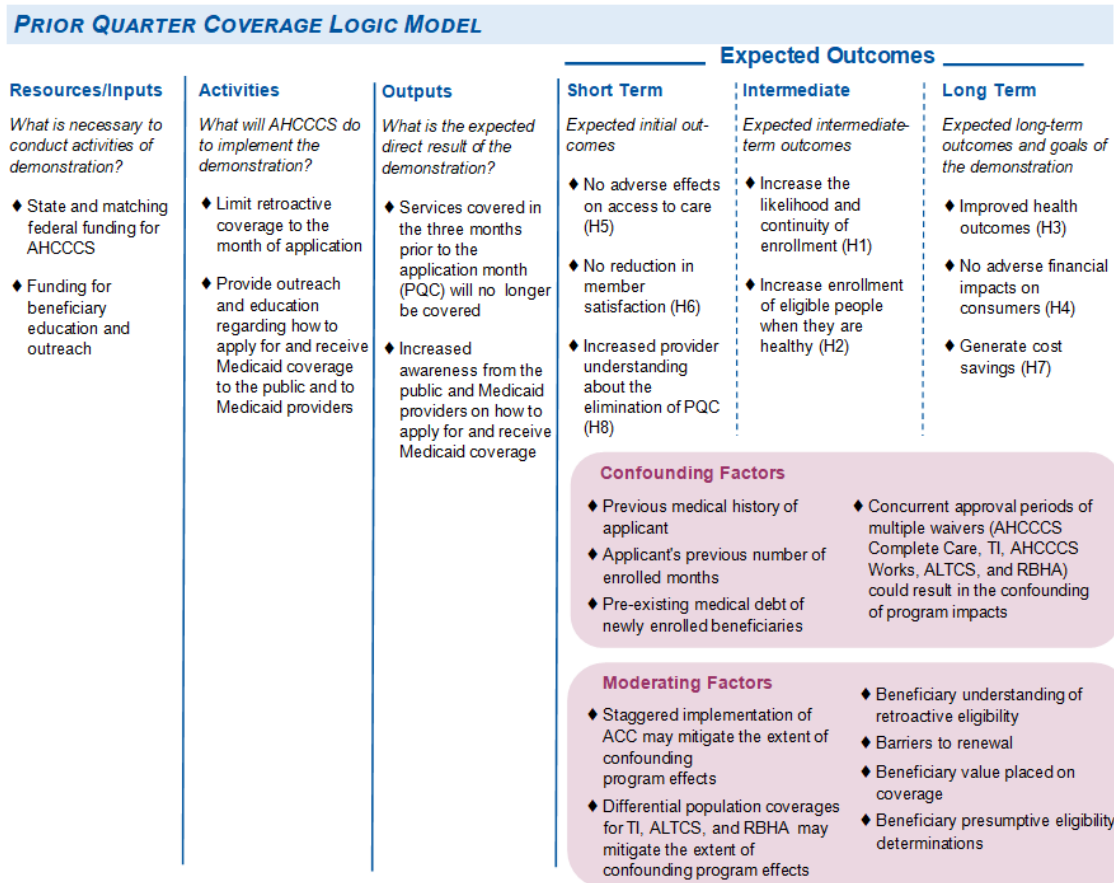 PRIOR QUARTER COVERAGE LOGIC MODEL
Expected Outcomes
Resources/Inputs
What is necessary to
conduct activities of
demonstration?
♦ State and matching
federal funding for
AHCCCS
♦ Funding for
beneficiary
education and
outreach
Activities
What will AHCCCS do
to implement the
demonstration?
♦ Limit retroactive
coverage to the
month of application
♦ Provide outreach
and education
regarding how to
apply for and receive
Medicaid coverage
to the public and to
Medicaid providers
Outputs
What is the expected
direct result of the
demonstration?
♦ Services covered in
the three months
prior to the
application month
(PQC) will no longer
be covered
♦ Increased
awareness from the
public and Medicaid
providers on how to
apply for and receive
Medicaid coverage
Short Term
Expected initial out-
comes
♦ No adverse effects
on access to care
(H5)
♦ No reduction in
member
satisfaction (H6)
♦ Increased provider
understanding
about the
elimination of PQC
(H8)
Intermediate
Expected intermediate-
term outcomes
♦ Increase the
likelihood and
continuity of
enrollment (H1)
♦ Increase enrollment
of eligible people
when they are
healthy (H2)
Long Term
Expected long-term
outcomes and goals of
the demonstration
♦ Improved health
outcomes (H3)
♦ No adverse financial
impacts on
consumers (H4)
♦ Generate cost
savings (H7)
Confounding Factors
♦ Previous medical history of
applicant
♦ Applicant's previous number of
enrolled months
♦ Pre-existing medical debt of
newly enrolled beneficiaries
♦ Concurrent approval periods of
multiple waivers (AHCCCS
Complete Care, TI, AHCCCS
Works, ALTCS, and RBHA)
could result in the confounding
of program impacts
Moderating Factors
♦ Staggered implementation of
ACC may mitigate the extent of
confounding
program effects
♦ Differential population coverages
for TI, ALTCS, and RBHA may
mitigate the extent of
confounding program effects
♦ Beneficiary understanding of
retroactive eligibility
♦ Barriers to renewal
♦ Beneficiary value placed on
coverage
♦ Beneficiary presumptive eligibility
determinations